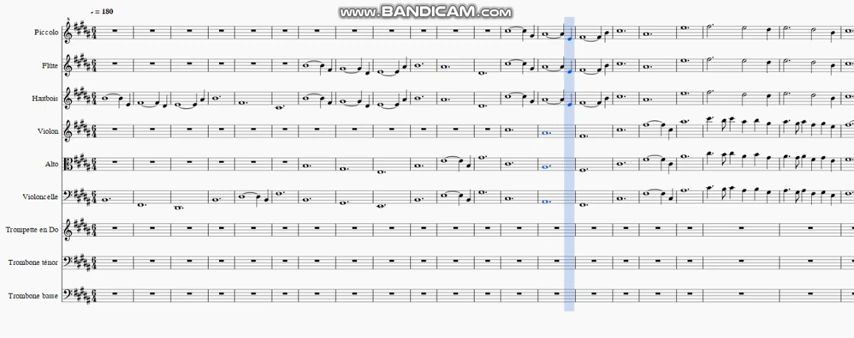 WWW.BANDICAM.COM
= 180
Piccolo
Flûte
Hautbois
Violon
Alto
Violoncelle
Trompette en Do
Trombone ténor
Trombone basse